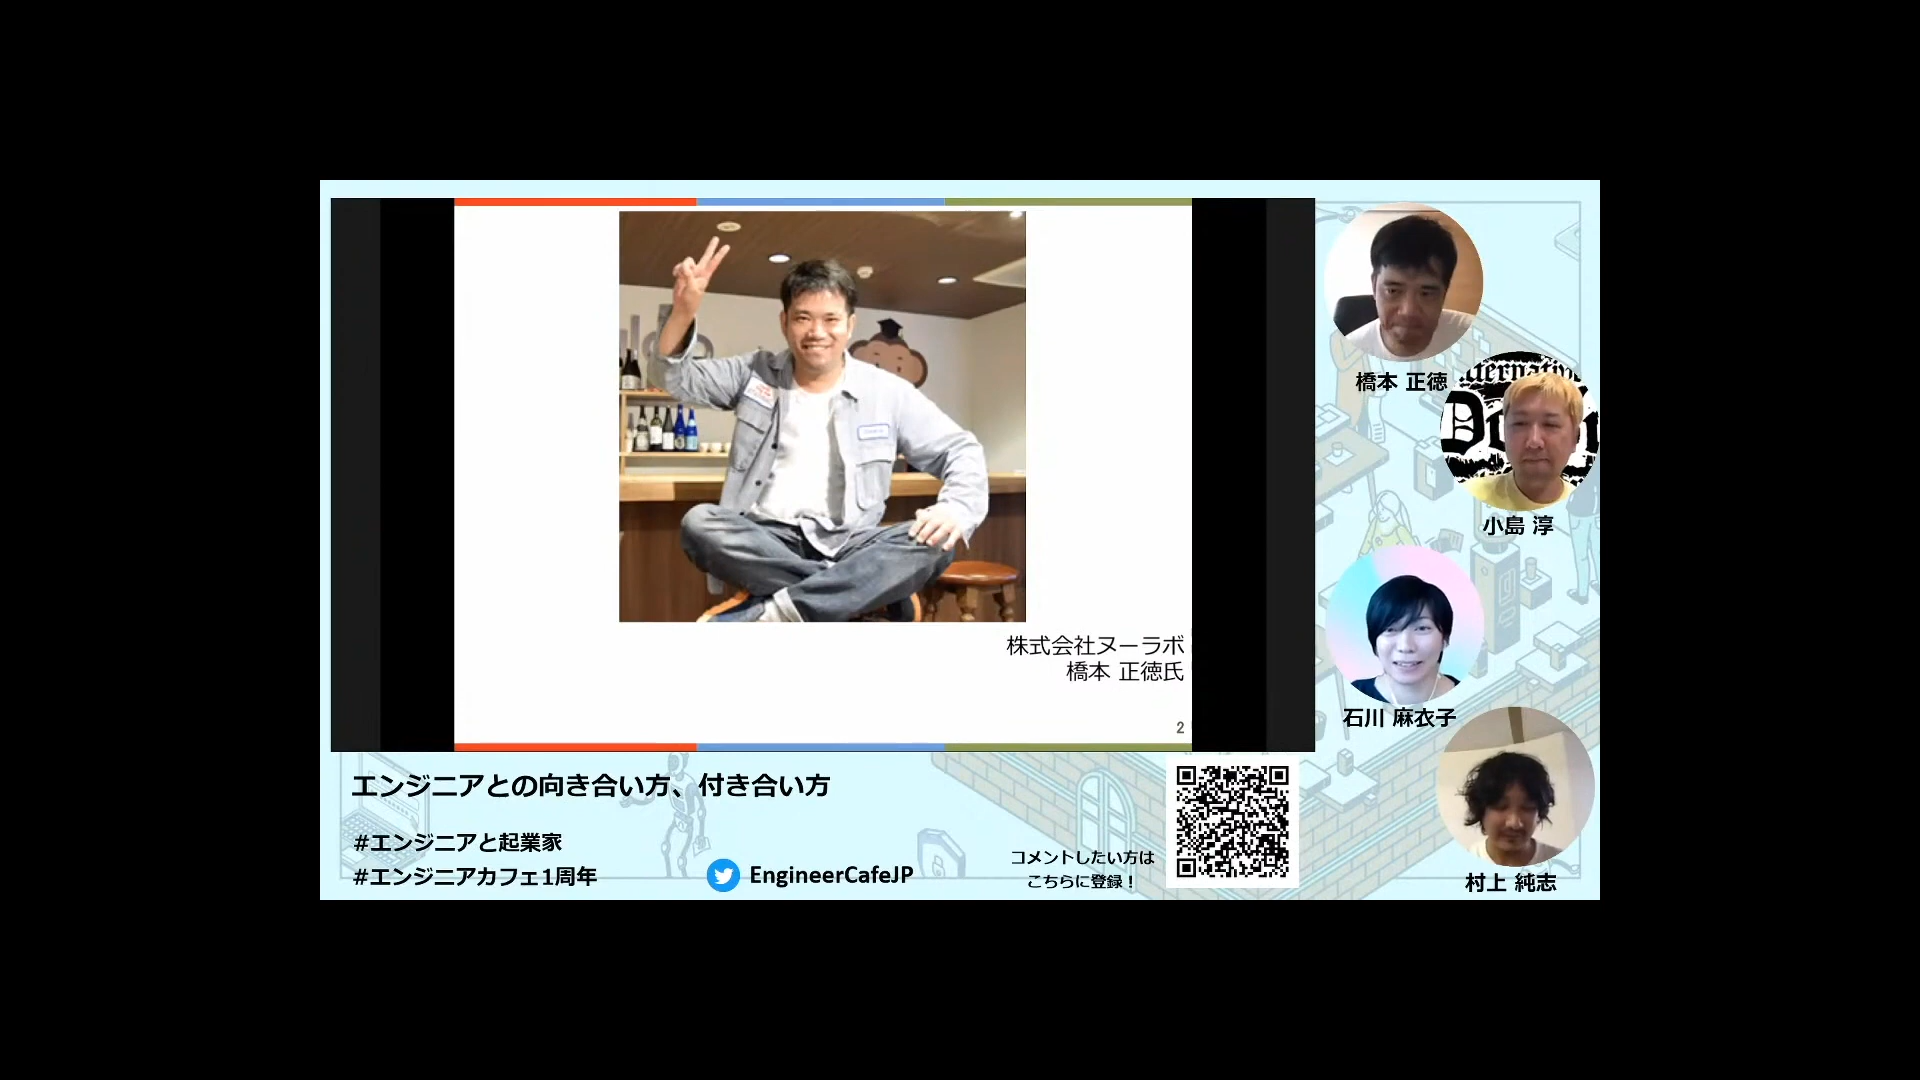 株式会社ヌーラボ
橋本 正徳氏
2
橋本 正徳
小島 淳
石川 麻衣子
村上 純志
エンジニアとの向き合い方、付き合い方
#エンジニアと起業家
#エンジニアカフェ1周年
EngineerCafeJP
コメントしたい方は
こちらに登録！